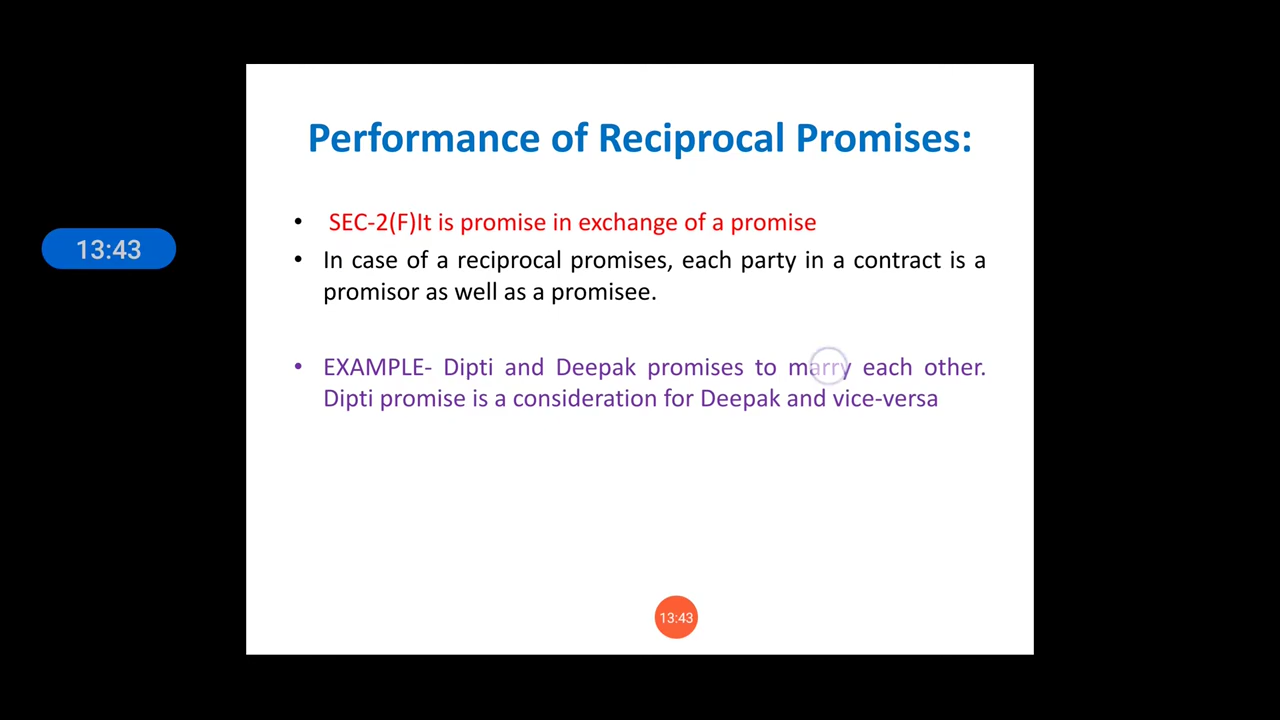 Performance of Reciprocal Promises:
13:43
• SEC-2(F)It is promise in exchange of a promise
• In case of a reciprocal promises, each party in a contract is a
promisor as well as a promisee.
• EXAMPLE- Dipti and Deepak promises to marry each other.
Dipti promise is a consideration for Deepak and vice-versa
13:43